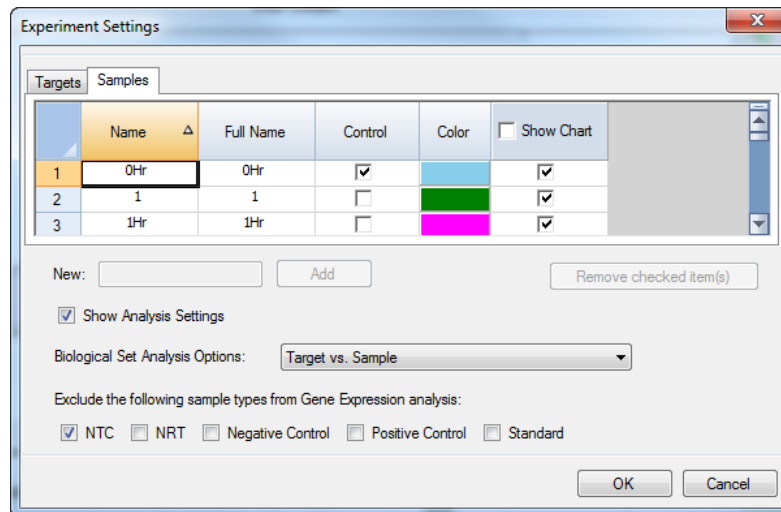 Experiment Settings
Targets Samples
Name Full Name Control Color Show Chart
1 0Hr 0Hr
2 1 1
3 1Hr 1Hr
New: Add Remove checked item(s)
Show Analysis Settings
Biological Set Analysis Options: Target vs. Sample
Exclude the following sample types from Gene Expression analysis:
NTC NRT Negative Control Positive Control Standard
OK Cancel